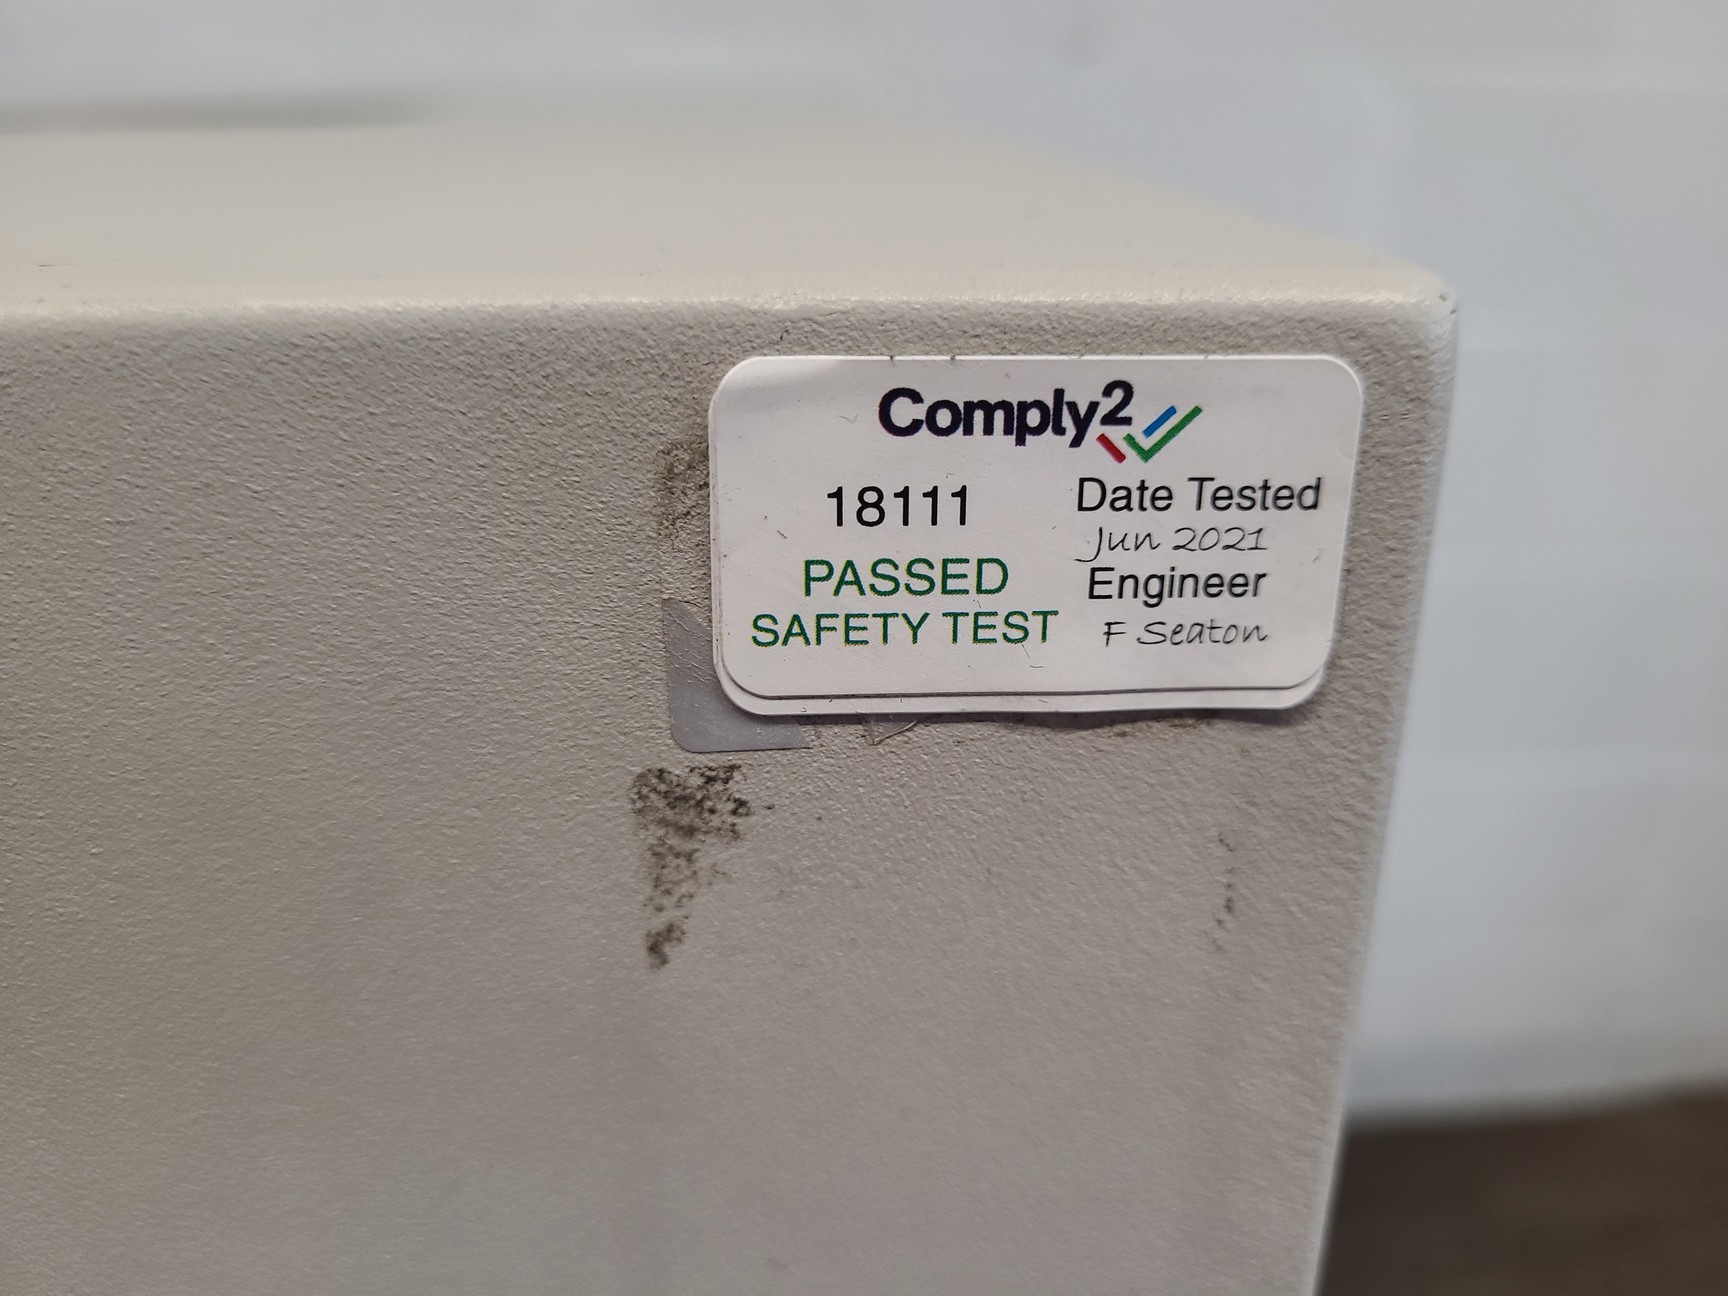 Comply2
18111
PASSED
SAFETY TEST
Date Tested
Jun 2021
Engineer
F Seaton